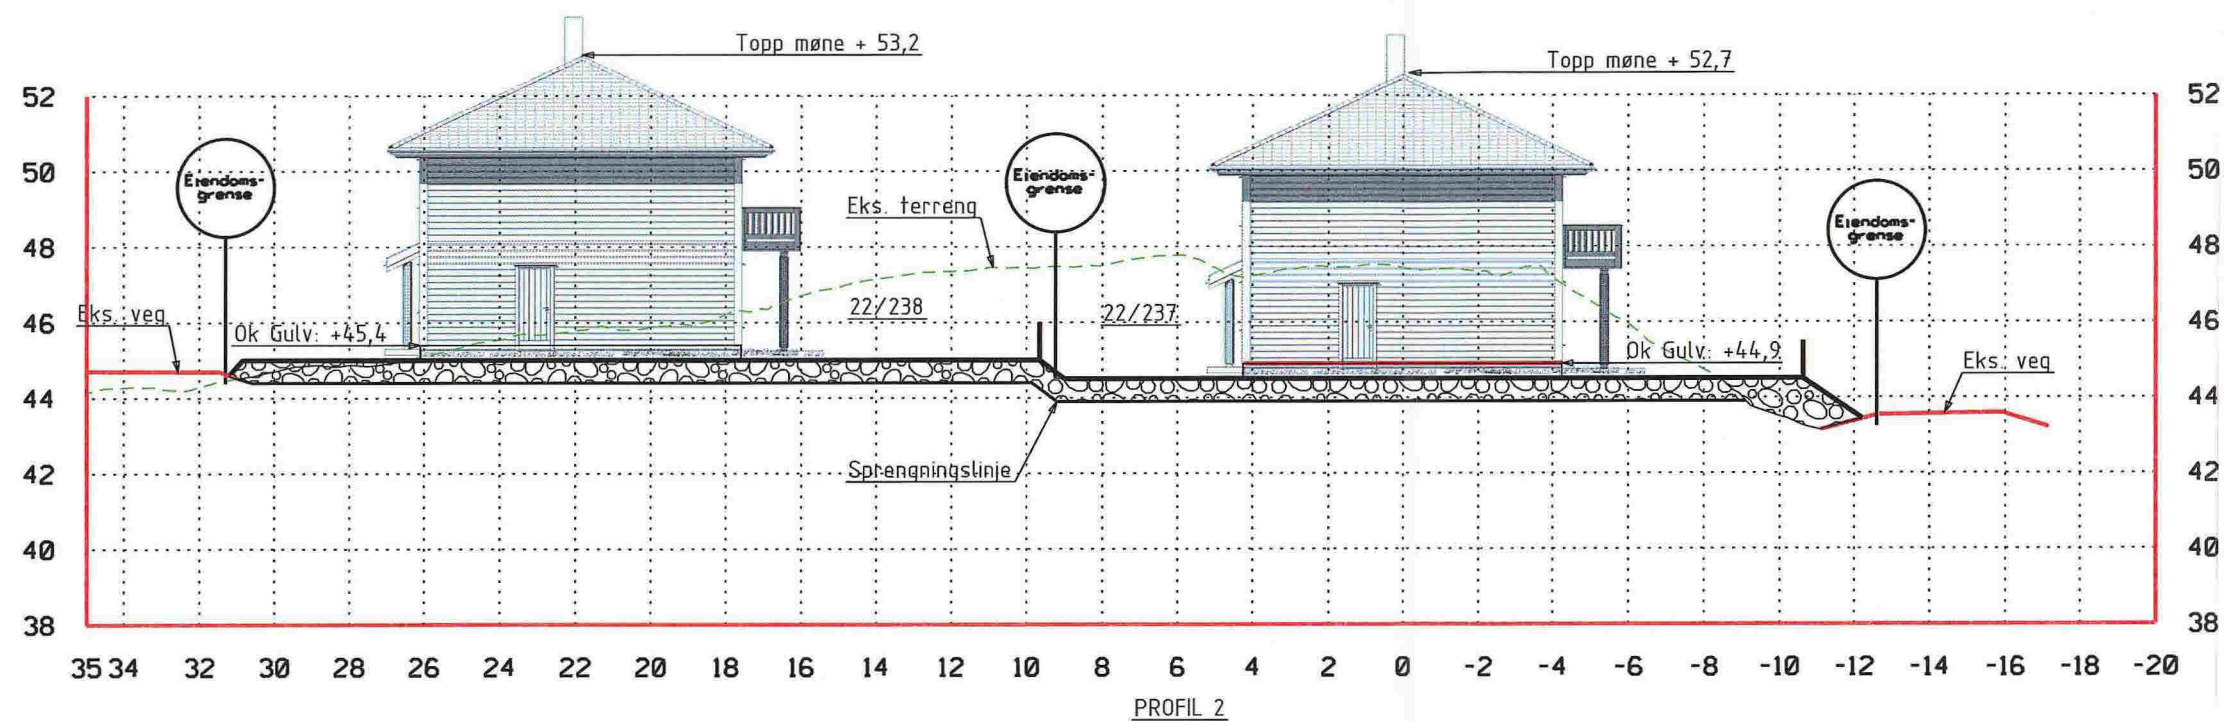 Topp møne + 53,2
Topp møne + 52,7
52
52
Eiendoms-
grense
Eiendoms-
grense
Eiendoms-
grense
50
50
Eks. terreng
48
48
Eks. veg
Ok Gulv: +45,4
22/238
22/237
46
46
Ok Gulv: +44,9
Eks. veg
44
44
Sprengningslinje
42
42
40
40
38
38
35 34 32 30 28 26 24 22 20 18 16 14 12 10 8 6 4 2 0 -2 -4 -6 -8 -10 -12 -14 -16 -18 -20
PROFIL 2